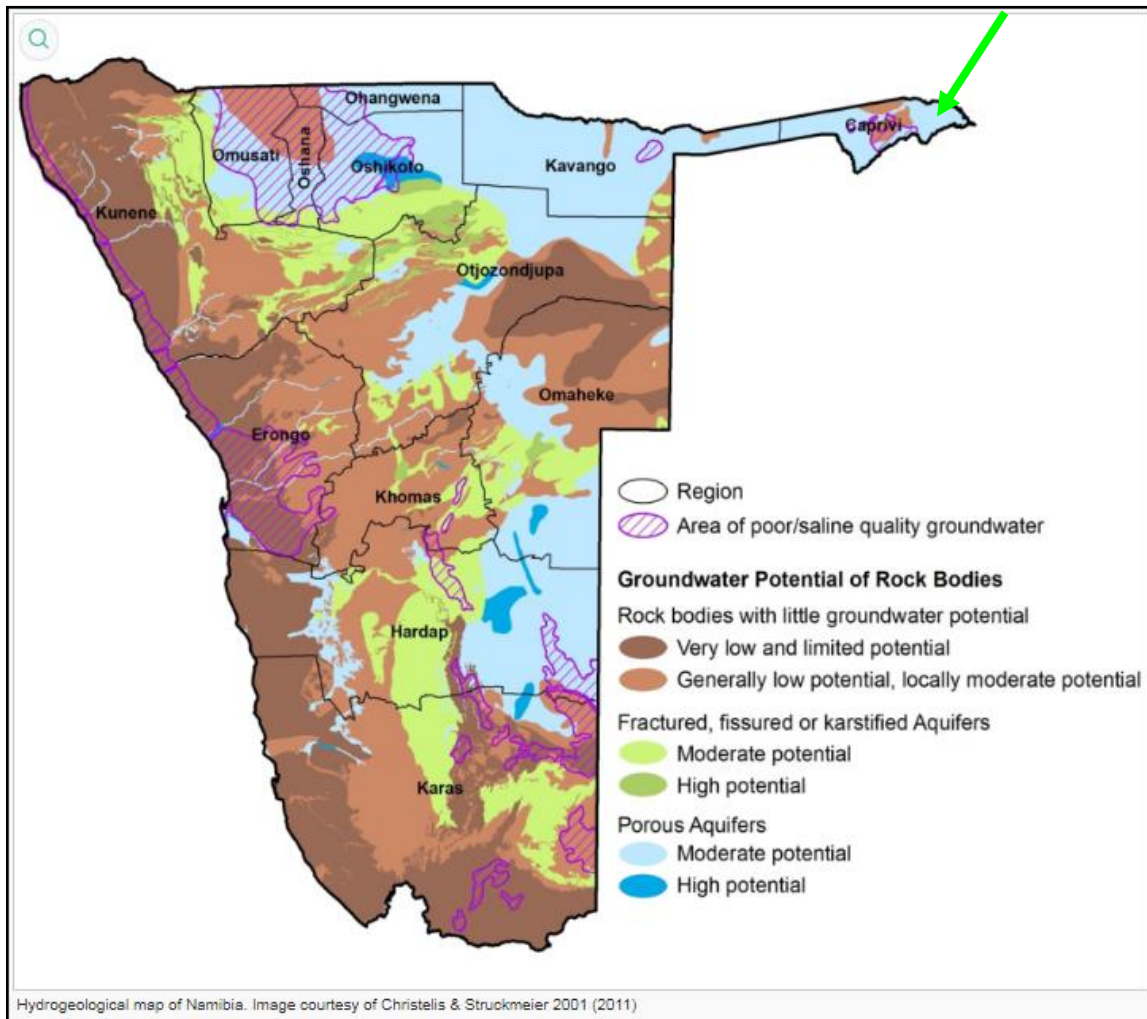 Ohangwena
Caprivi
Omusati
Oshana
Oshikoto
Kavango
Kunene
Otjozondjupa
Omaheke
Erongo
Khomas
Hardap
Karas
Region
Area of poor/saline quality groundwater
Groundwater Potential of Rock Bodies
Rock bodies with little groundwater potential
Very low and limited potential
Generally low potential, locally moderate potential
Fractured, fissured or karstified Aquifers
Moderate potential
High potential
Porous Aquifers
Moderate potential
High potential
Hydrogeological map of Namibia. Image courtesy of Christelis & Struckmeier 2001 (2011)